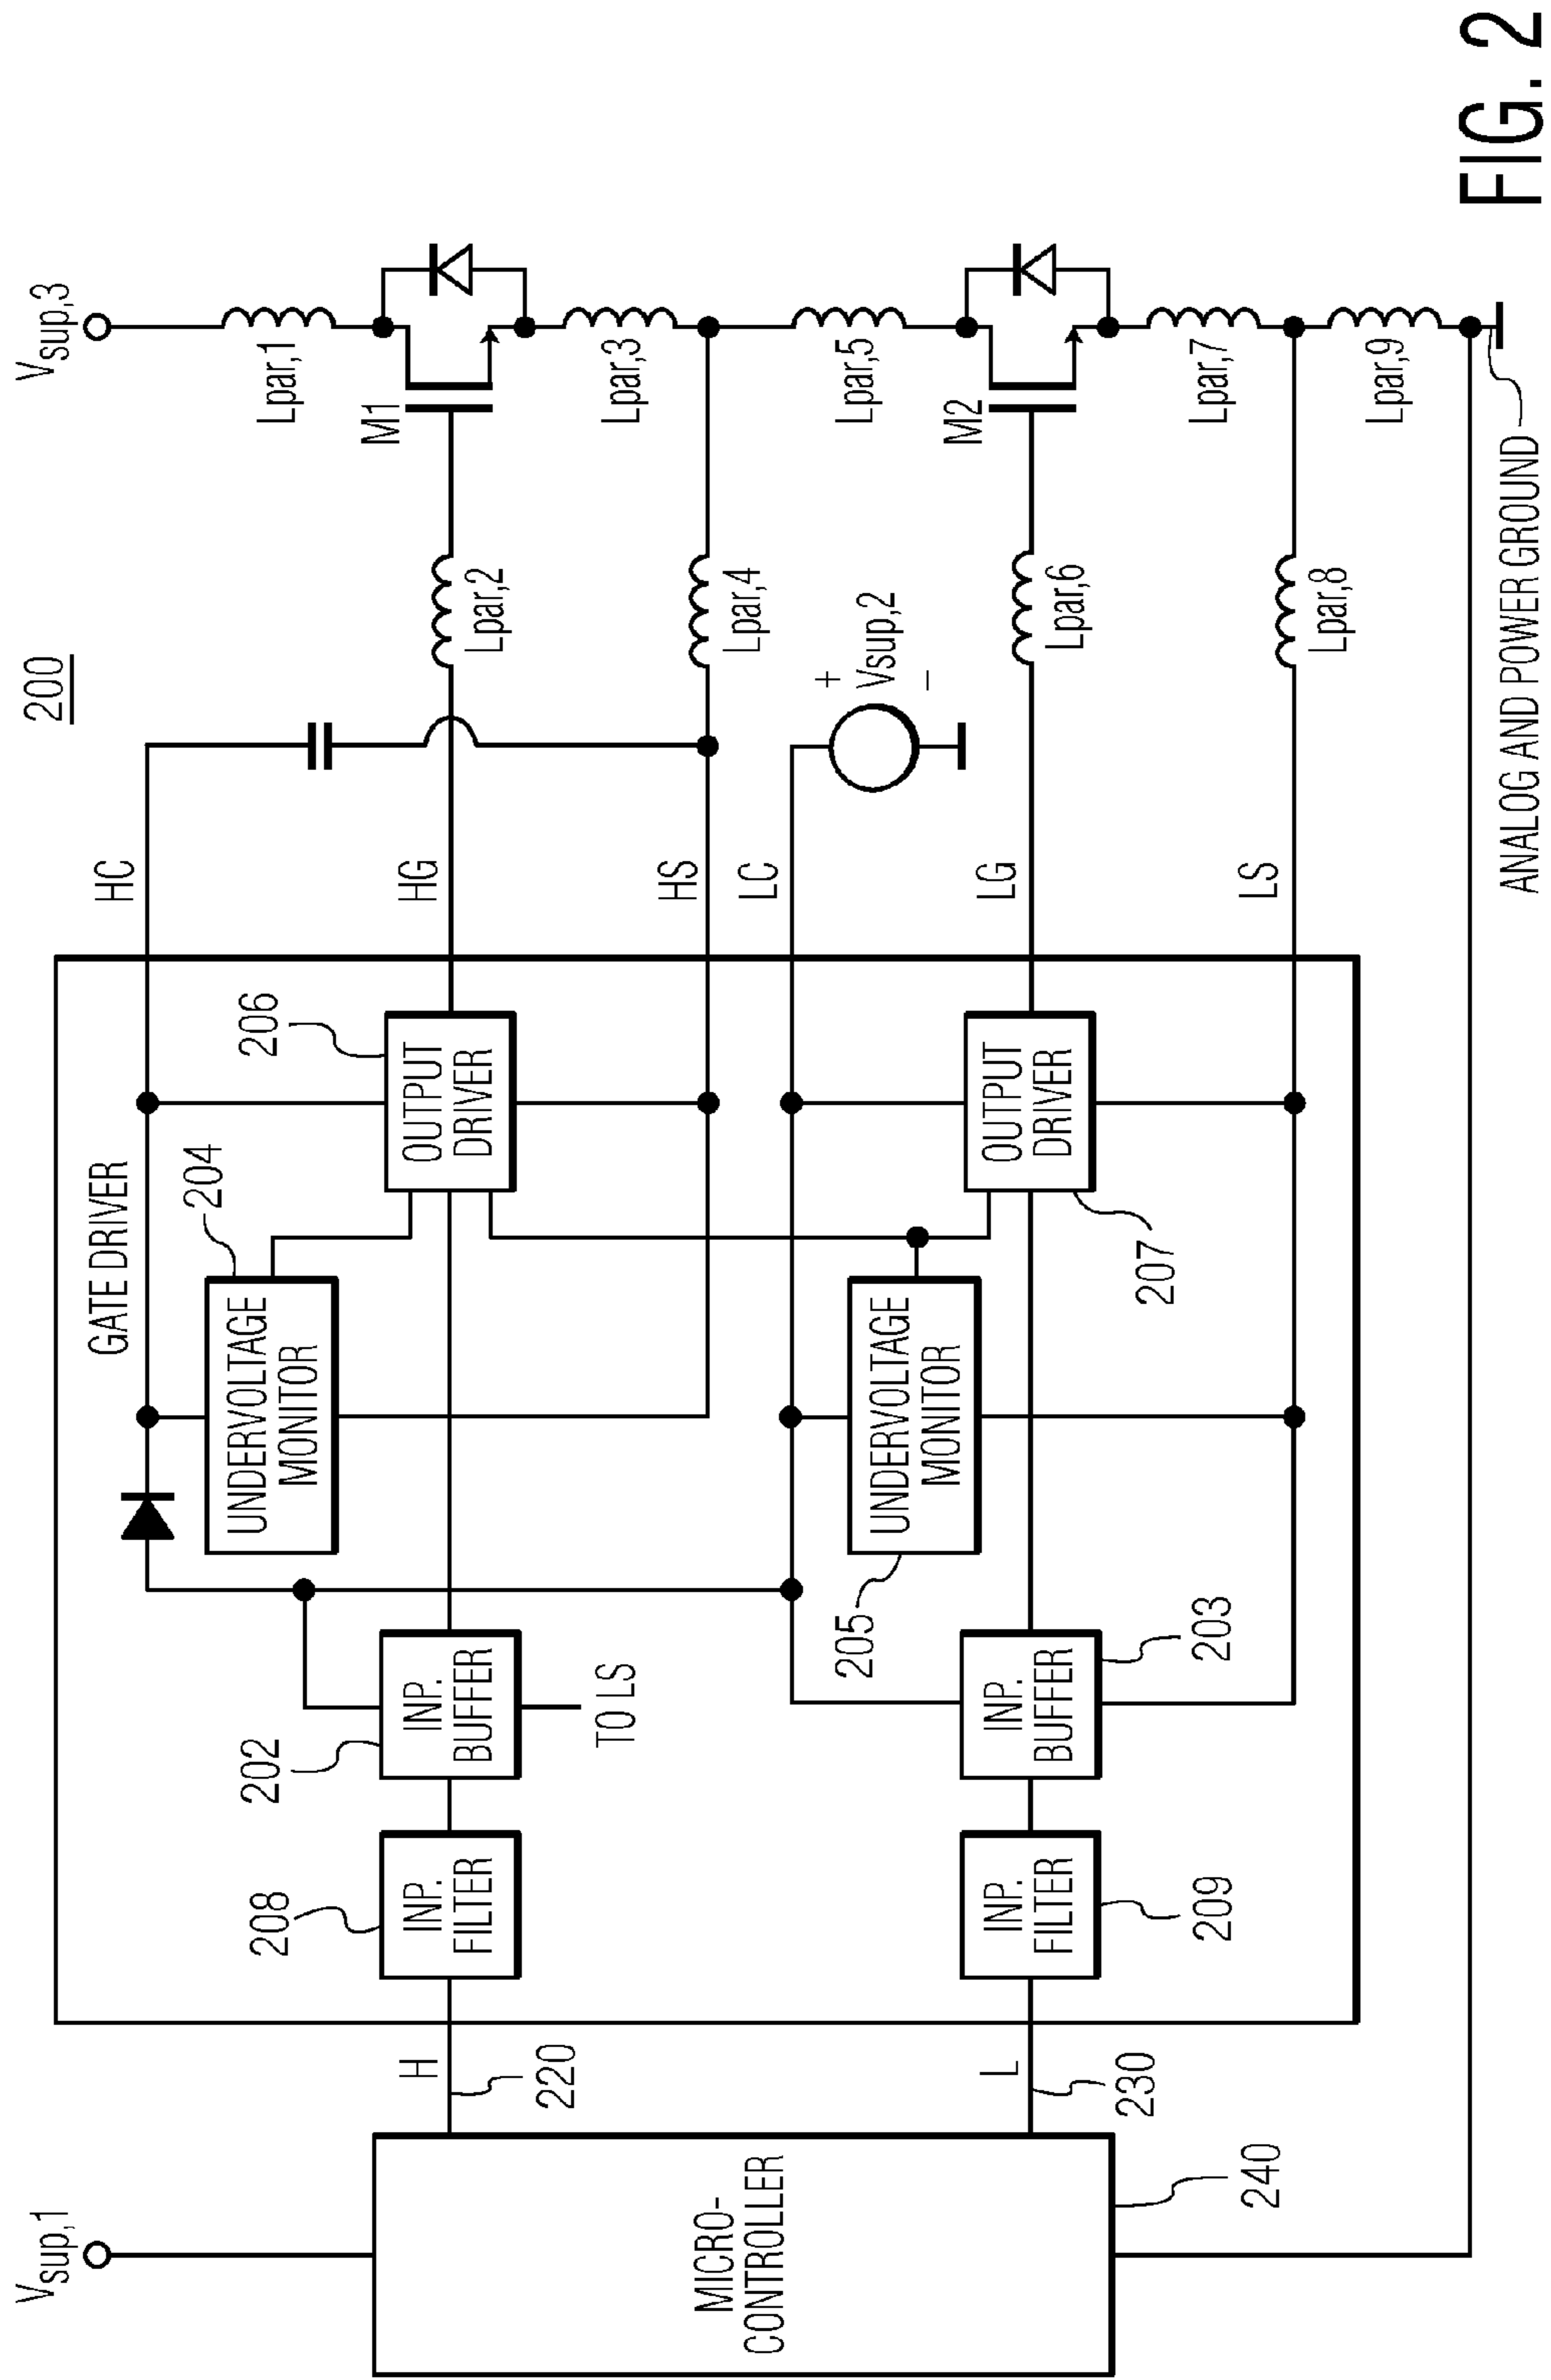 200
Vsup,1
Vsup,3
GATE DRIVER
HC
204
206
UNDERVOLTAGE
MONITOR
Lpar,1
M1
208
202
H
220
INP.
FILTER
INP.
BUFFER
OUTPUT
DRIVER
HG
Lpar,2
Lpar,3
TO LS
HS
Lpar,4
MICRO-
CONTROLLER
LC
+
Vsup,2
–
Lpar,5
205
UNDERVOLTAGE
MONITOR
M2
L
230
INP.
FILTER
INP.
BUFFER
OUTPUT
DRIVER
LG
Lpar,6
209
203
207
Lpar,7
240
LS
Lpar,8
Lpar,9
ANALOG AND POWER GROUND
FIG. 2